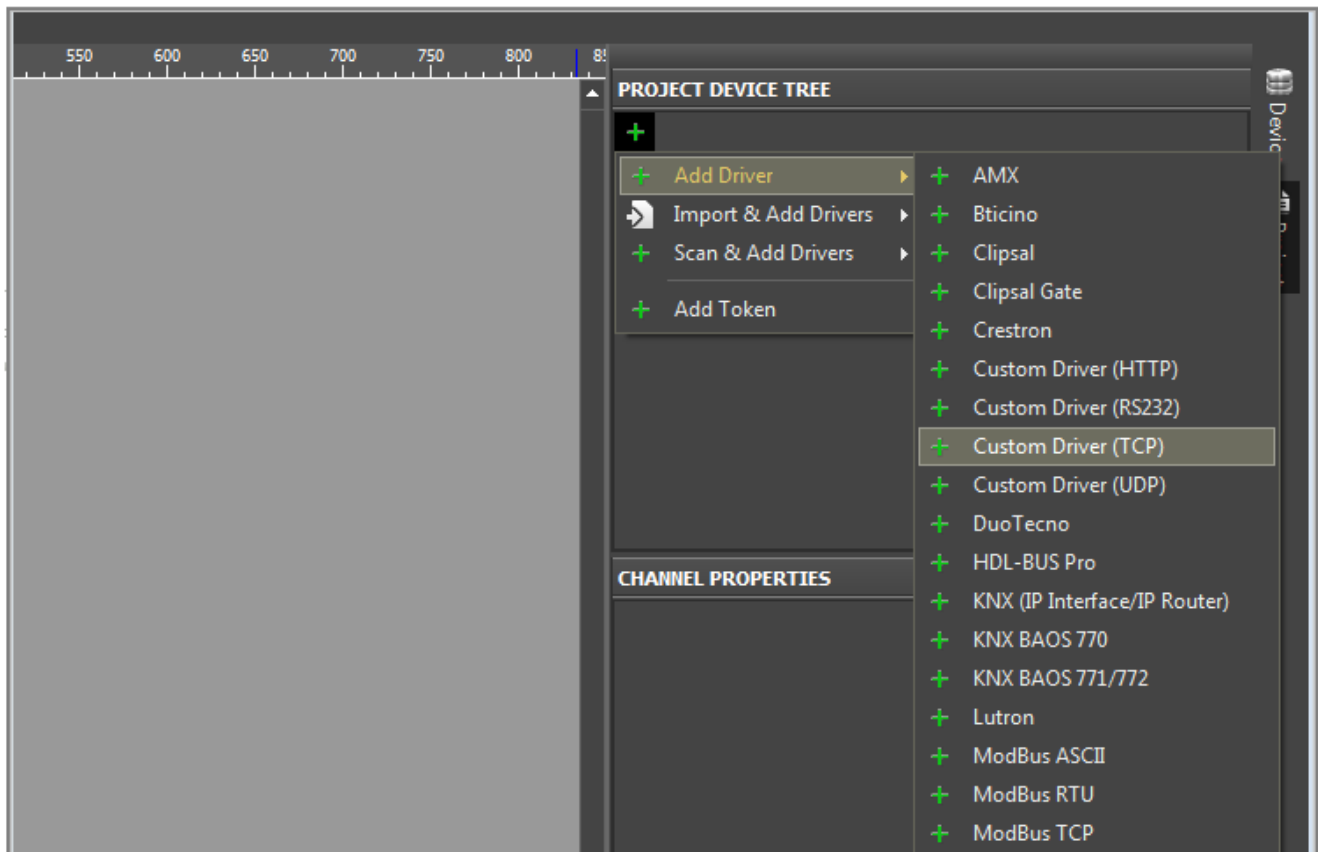 550 600 650 700 750 800
PROJECT DEVICE TREE
Add Driver
Import & Add Drivers
Scan & Add Drivers
Add Token
AMX
Bticino
Clipsal
Clipsal Gate
Crestron
Custom Driver (HTTP)
Custom Driver (RS232)
Custom Driver (TCP)
Custom Driver (UDP)
DuoTecno
HDL-BUS Pro
KNX (IP Interface/IP Router)
KNX BAOS 770
KNX BAOS 771/772
Lutron
ModBus ASCII
ModBus RTU
ModBus TCP
CHANNEL PROPERTIES